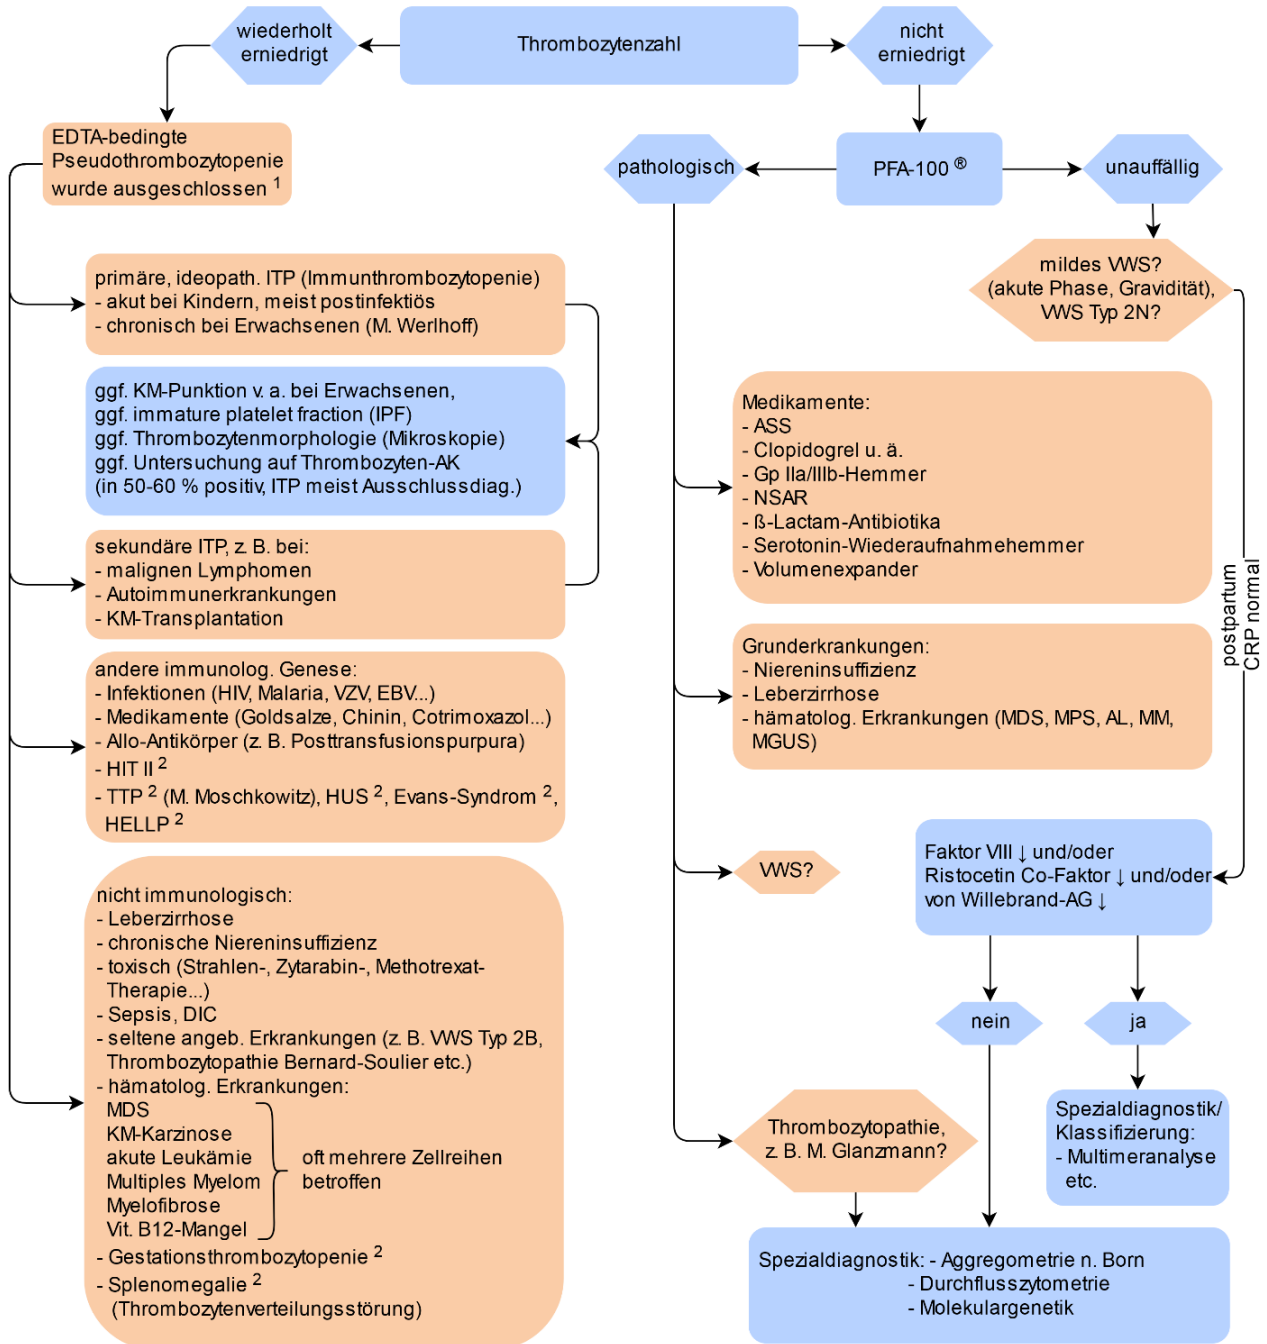 Thrombozytenzahl
wiederholt
erniedrigt
nicht
erniedrigt
EDTA-bedingte
Pseudothrombozytopenie
wurde ausgeschlossen 1
primäre, ideopath. ITP (Immunthrombozytopenie)
- akut bei Kindern, meist postinfektiös
- chronisch bei Erwachsenen (M. Werlhoff)
ggf. KM-Punktion v. a. bei Erwachsenen,
ggf. immature platelet fraction (IPF)
ggf. Thrombozytenmorphologie (Mikroskopie)
ggf. Untersuchung auf Thrombozyten-AK
(in 50-60 % positiv, ITP meist Ausschlussdiag.)
sekundäre ITP, z. B. bei:
- malignen Lymphomen
- Autoimmunerkrankungen
- KM-Transplantation
andere immunolog. Genese:
- Infektionen (HIV, Malaria, VZV, EBV...)
- Medikamente (Goldsalze, Chinin, Cotrimoxazol...)
- Allo-Antikörper (z. B. Posttransfusionspurpura)
- HIT II 2
- TTP 2 (M. Moschkowitz), HUS 2, Evans-Syndrom 2,
HELLP 2
nicht immunologisch:
- Leberzirrhose
- chronische Niereninsuffizienz
- toxisch (Strahlen-, Zytarabin-, Methotrexat-
Therapie...)
- Sepsis, DIC
- seltene angeb. Erkrankungen (z. B. VWS Typ 2B,
Thrombozytopathie Bernard-Soulier etc.)
- hämatolog. Erkrankungen:
MDS
KM-Karzinose
akute Leukämie
Multiples Myelom
Myelofibrose
Vit. B12-Mangel
oft mehrere Zellreihen
betroffen
- Gestationsthrombozytopenie 2
- Splenomegalie 2
(Thrombozytenverteilungsstörung)
pathologisch
PFA-100 ®
unauffällig
mildes VWS?
(akute Phase, Gravidität),
VWS Typ 2N?
Medikamente:
- ASS
- Clopidogrel u. ä.
- Gp IIa/IIIb-Hemmer
- NSAR
- ß-Lactam-Antibiotika
- Serotonin-Wiederaufnahmehemmer
- Volumenexpander
Grunderkrankungen:
- Niereninsuffizienz
- Leberzirrhose
- hämatolog. Erkrankungen (MDS, MPS, AL, MM,
MGUS)
postpartum
CRP normal
VWS?
Faktor VIII ↓ und/oder
Ristocetin Co-Faktor ↓ und/oder
von Willebrand-AG ↓
nein
ja
Thrombozytopathie,
z. B. M. Glanzmann?
Spezialdiagnostik/
Klassifizierung:
- Multimeranalyse
etc.
Spezialdiagnostik: - Aggregometrie n. Born
- Durchflusszytometrie
- Molekulargenetik